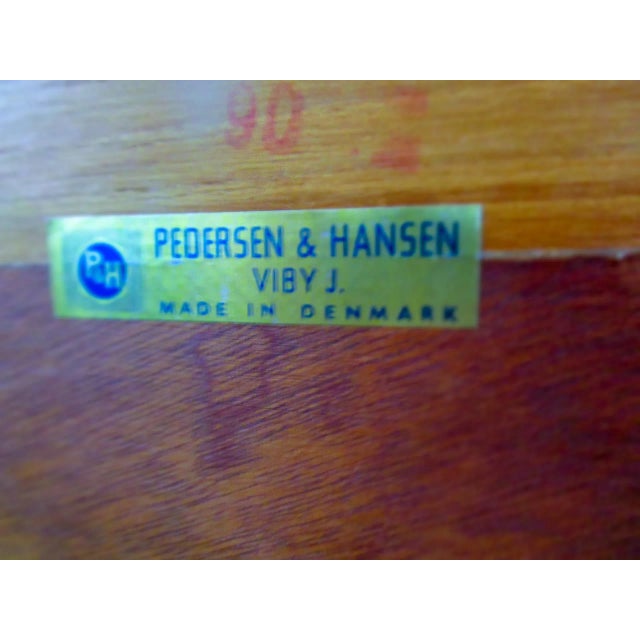 90
PEDERSEN & HANSEN
PH
VIBY J.
MADE IN DENMARK